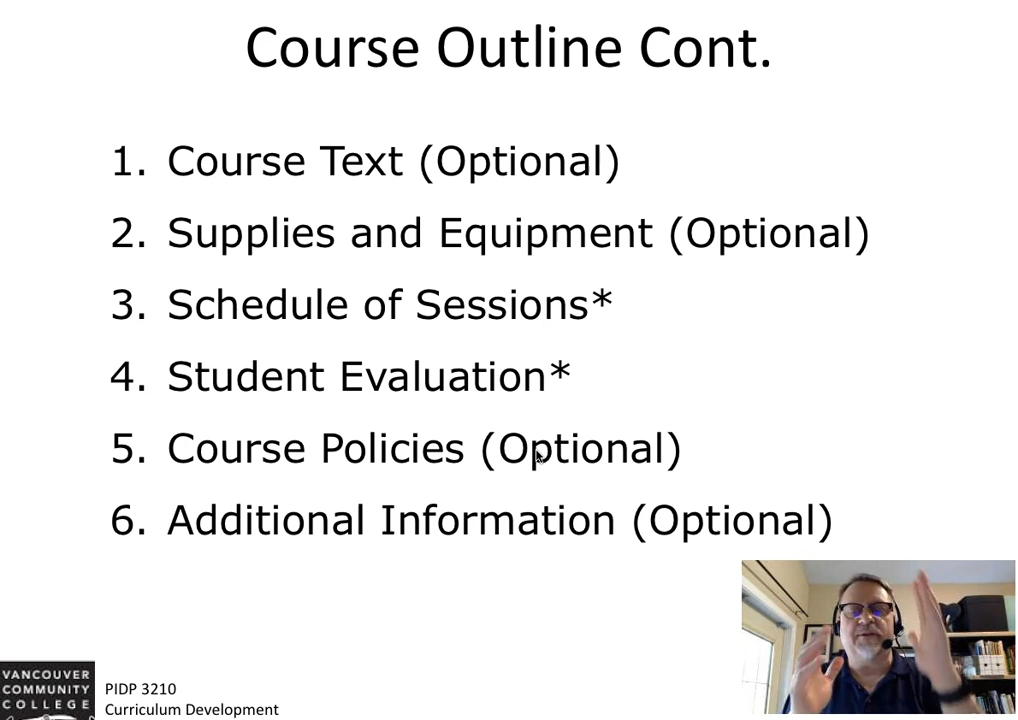 Course Outline Cont.
1. Course Text (Optional)
2. Supplies and Equipment (Optional)
3. Schedule of Sessions*
4. Student Evaluation*
5. Course Policies (Optional)
6. Additional Information (Optional)
VANCOUVER
COMMUNITY
COLLEGE
PIDP 3210
Curriculum Development